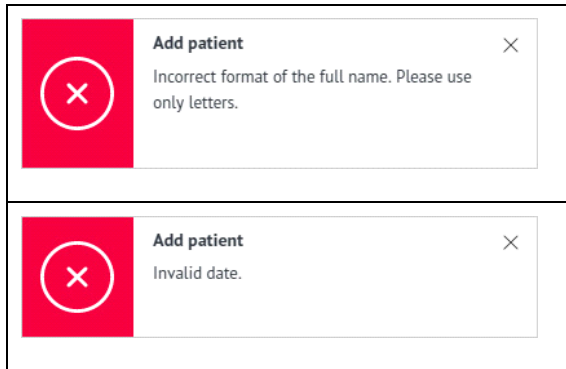 Add patient
Incorrect format of the full name. Please use
only letters.
Add patient
Invalid date.